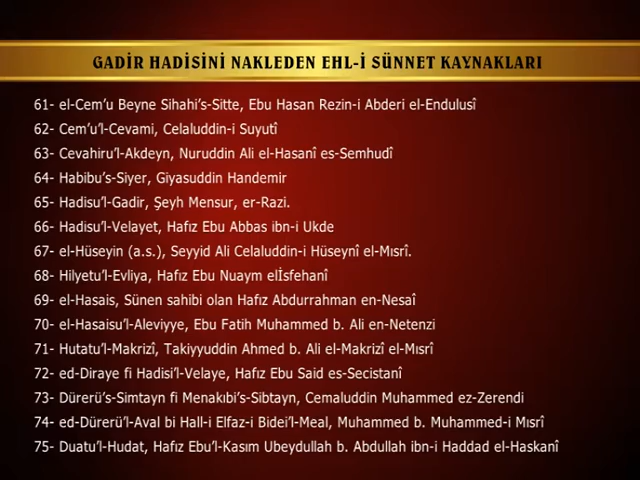 GADİR HADİSİNİ NAKLEDEN EHL-İ SÜNNET KAYNAKLARI
61- el-Cem’u Beyne Sihahi’s-Sitte, Ebu Hasan Rezin-i Abderi el-Endulusî
62- Cem’u’l-Cevami, Celaluddin-i Suyutî
63- Cevahiru’l-Akdeyn, Nuruddin Ali el-Hasanî es-Semhudî
64- Habibu’s-Siyer, Giyasuddin Handemir
65- Hadisu’l-Gadir, Şeyh Mensur, er-Razi.
66- Hadisu’l-Velayet, Hafız Ebu Abbas ibn-i Ukde
67- el-Hüseyin (a.s.), Seyyid Ali Celaluddin-i Hüseynî el-Mısrî.
68- Hilyetu’l-Evliya, Hafız Ebu Nuaym elİsfehanî
69- el-Hasais, Sünen sahibi olan Hafız Abdurrahman en-Nesaî
70- el-Hasaisu’l-Aleviyye, Ebu Fatih Muhammed b. Ali en-Netenzi
71- Hutatu’l-Makrizî, Takiyyuddin Ahmed b. Ali el-Makrizî el-Mısrî
72- ed-Diraye fi Hadisi’l-Velaye, Hafız Ebu Said es-Secistanî
73- Dürerü’s-Simtayn fi Menakıbi’s-Sibtayn, Cemaluddin Muhammed ez-Zerendi
74- ed-Dürerü’l-Aval bi Hall-i Elfaz-i Bidei’l-Meal, Muhammed b. Muhammed-i Mısrî
75- Duatu’l-Hudat, Hafız Ebu’l-Kasım Ubeydullah b. Abdullah ibn-i Haddad el-Haskanî